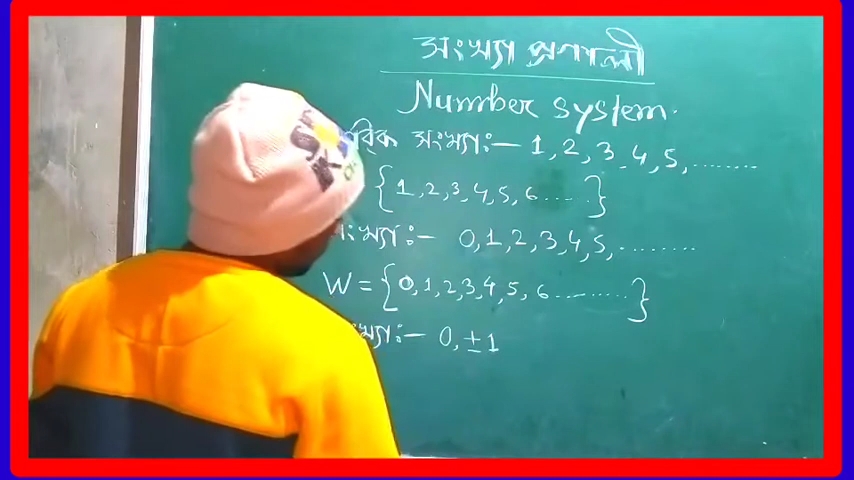 সংখ্যা প্ৰণালী
Number system.
সংখ্যা:— 1, 2, 3, 4, 5, ........
{1, 2, 3, 4, 5, 6 ..... }
সংখ্যা:— 0, 1, 2, 3, 4, 5, ........
W = {0, 1, 2, 3, 4, 5, 6 ......... }
0, ±1